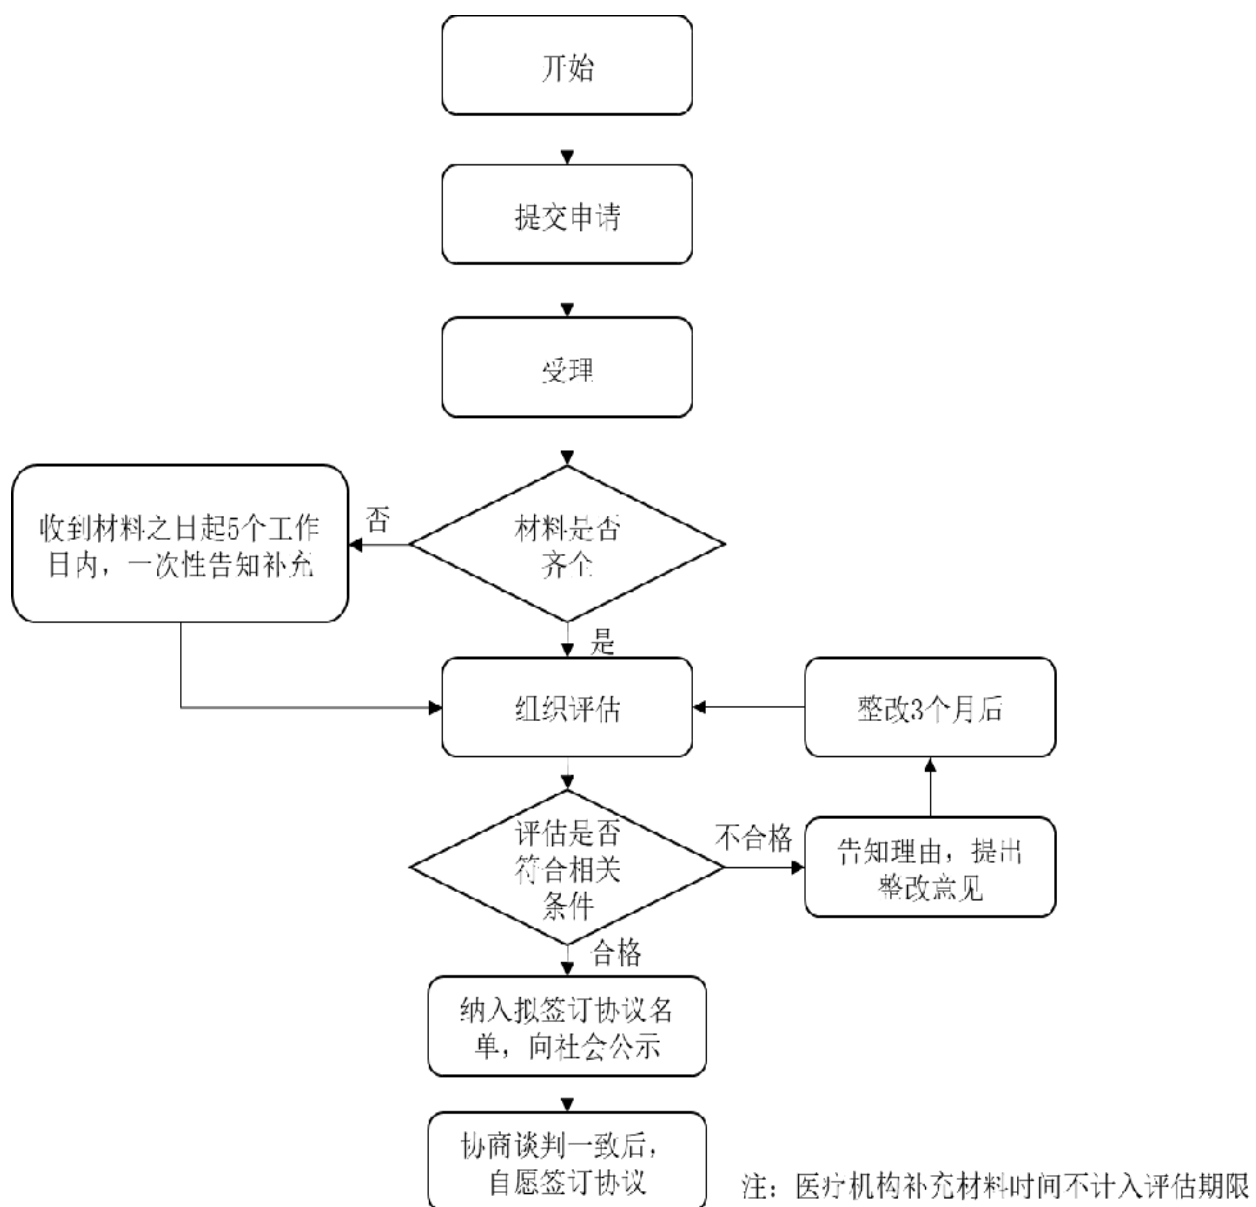 开始
提交申请
受理
收到材料之日起5个工作
日内，一次性告知补充
否
材料是否
齐全
是
组织评估
整改3个月后
评估是否
符合相关
条件
不合格
告知理由，提出
整改意见
合格
纳入拟签订协议名
单，向社会公示
协商谈判一致后，
自愿签订协议
注：医疗机构补充材料时间不计入评估期限